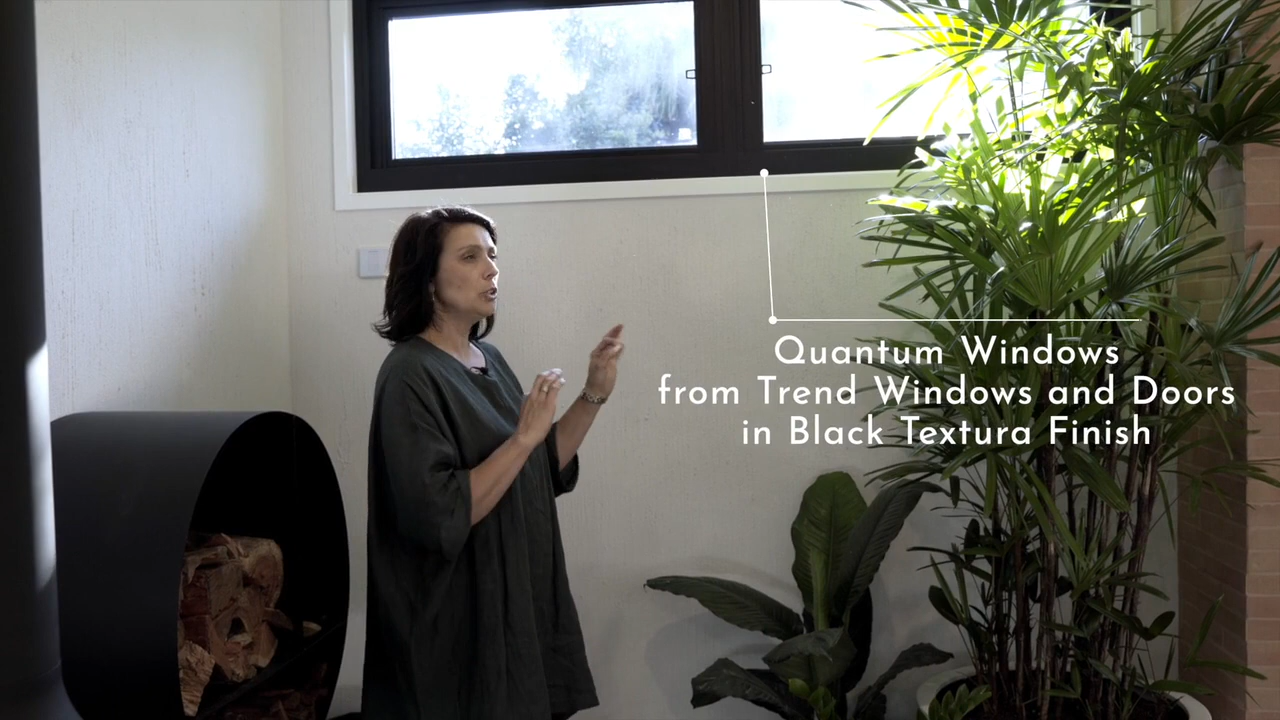 Quantum Windows
from Trend Windows and Doors
in Black Textura Finish